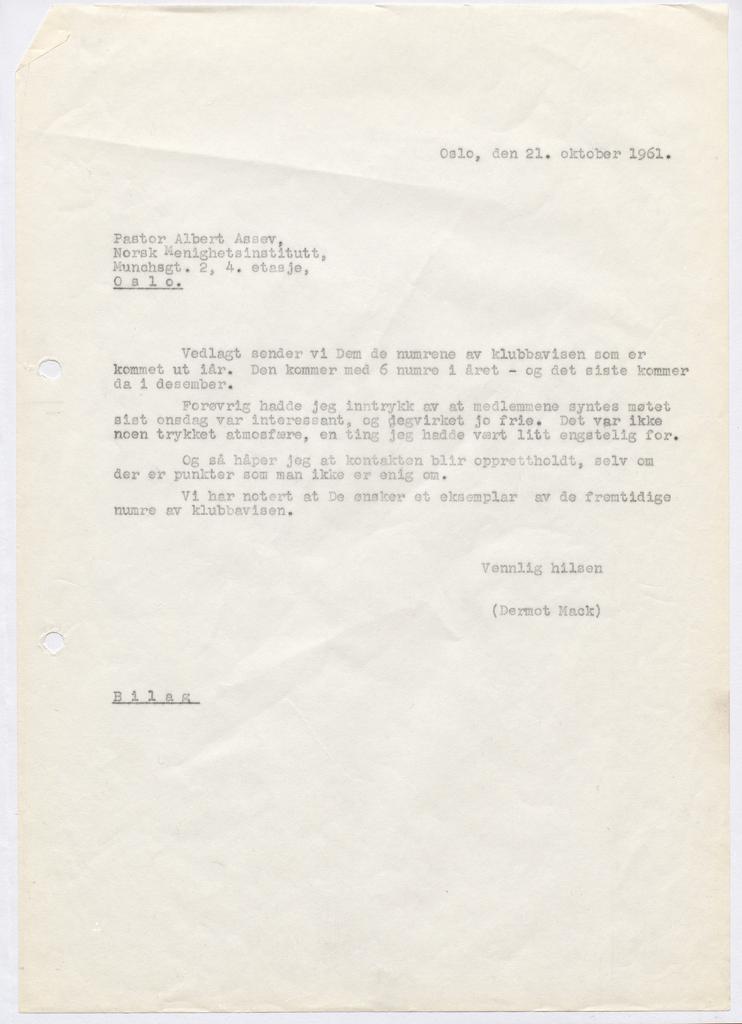 Oslo, den 21. oktober 1961.
Pastor Albert Assev,
Norsk Menighetsinstitutt,
Munchsgt. 2, 4. etasje,
O s l o.
Vedlagt sender vi Dem de numrene av klubbavisen som er
kommet ut iår. Den kommer med 6 numre i året - og det siste kommer
da i desember.
Forøvrig hadde jeg inntrykk av at medlemmene syntes møtet
sist onsdag var interessant, og degvirket jo frie. Det var ikke
noen trykket atmosfære, en ting jeg hadde vært litt engstelig for.
Og så håper jeg at kontakten blir opprettholdt, selv om
der er punkter som man ikke er enig om.
Vi har notert at De ønsker et eksemplar av de fremtidige
numre av klubbavisen.
Vennlig hilsen
(Dermot Mack)
B i l a g